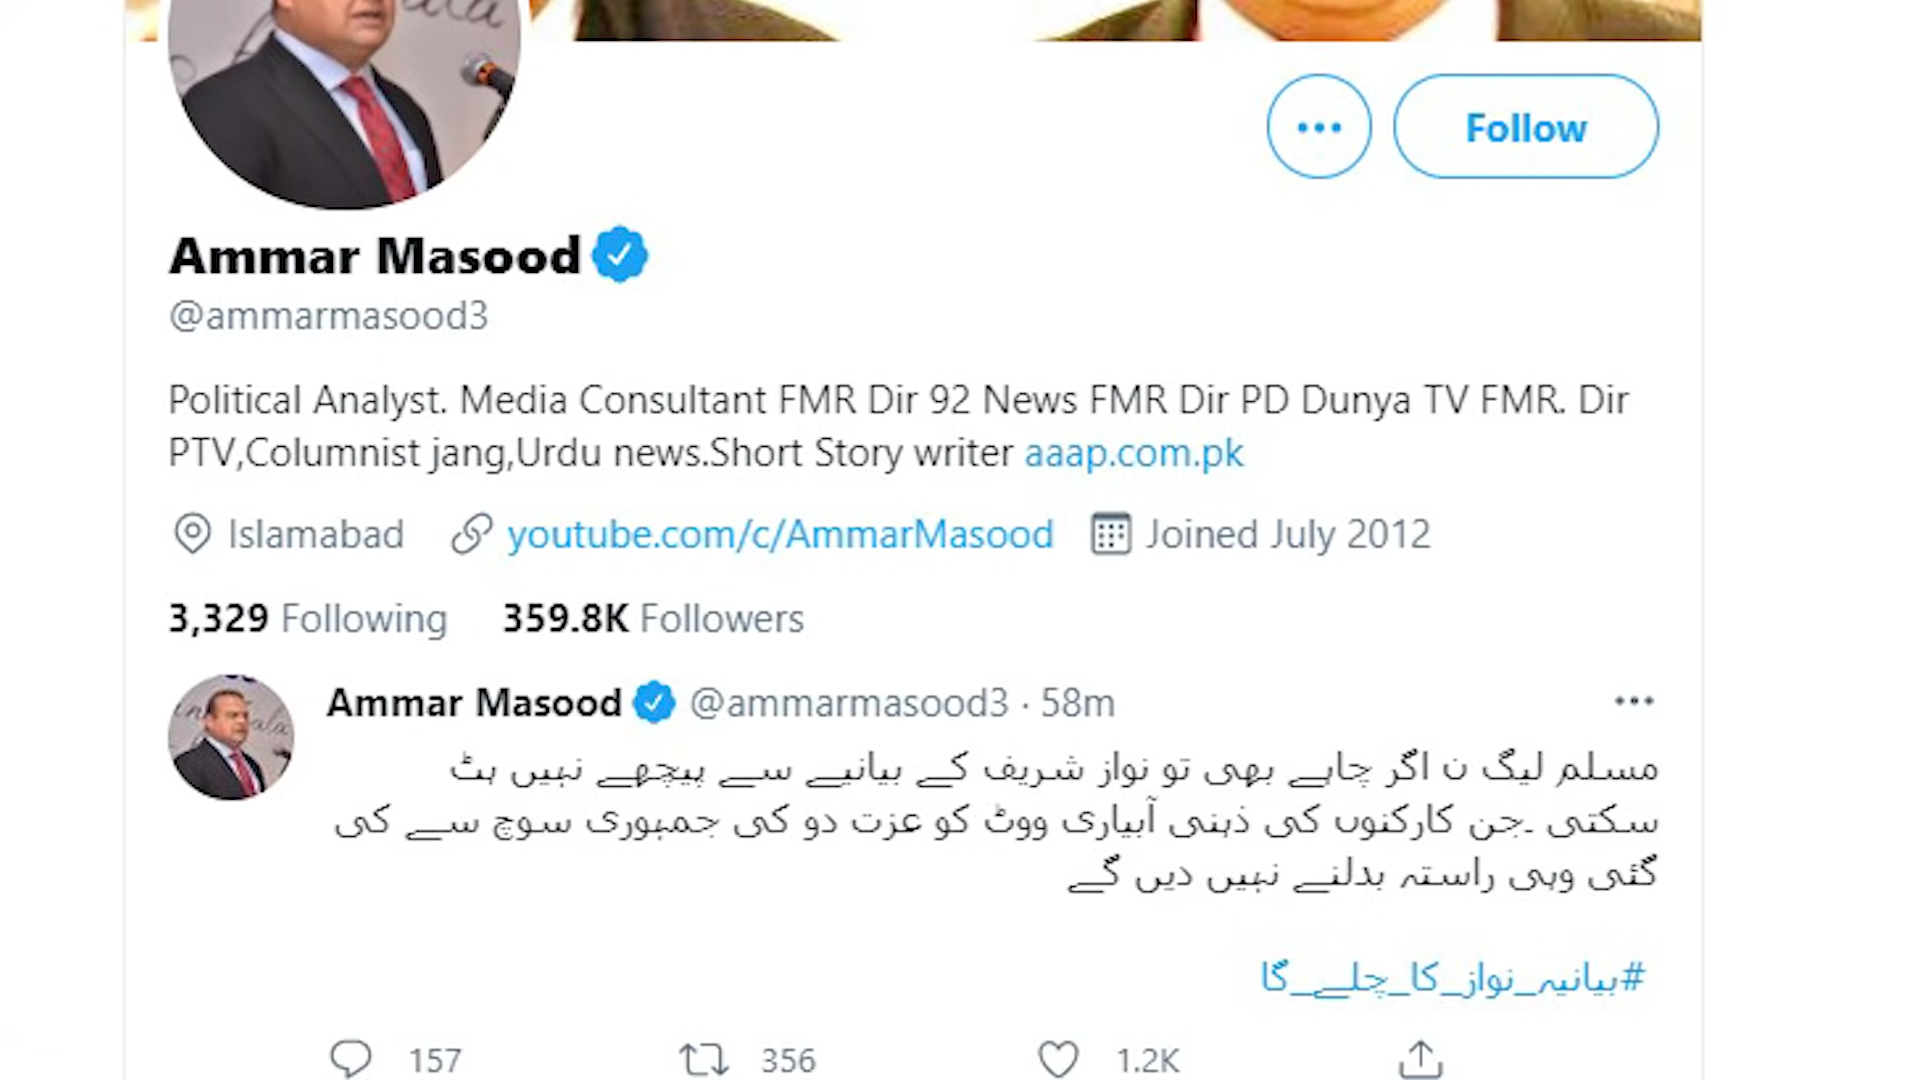 Follow
Ammar Masood
@ammarmasood3
Political Analyst. Media Consultant FMR Dir 92 News FMR Dir PD Dunya TV FMR. Dir
PTV,Columnist jang,Urdu news.Short Story writer aaap.com.pk
Islamabad youtube.com/c/AmmarMasood Joined July 2012
3,329 Following 359.8K Followers
Ammar Masood @ammarmasood3 · 58m
مسلم لیگ ن اگر چاہے بھی تو نواز شریف کے بیانیے سے پیچھے نہیں ہٹ
سکتی ۔جن کارکنوں کی ذہنی آبیاری ووٹ کو عزت دو کی جمہوری سوچ سے کی
گئی وہی راستہ بدلنے نہیں دیں گے
#بیانیہ_نواز_کا_چلے_گا
157 356 1.2K